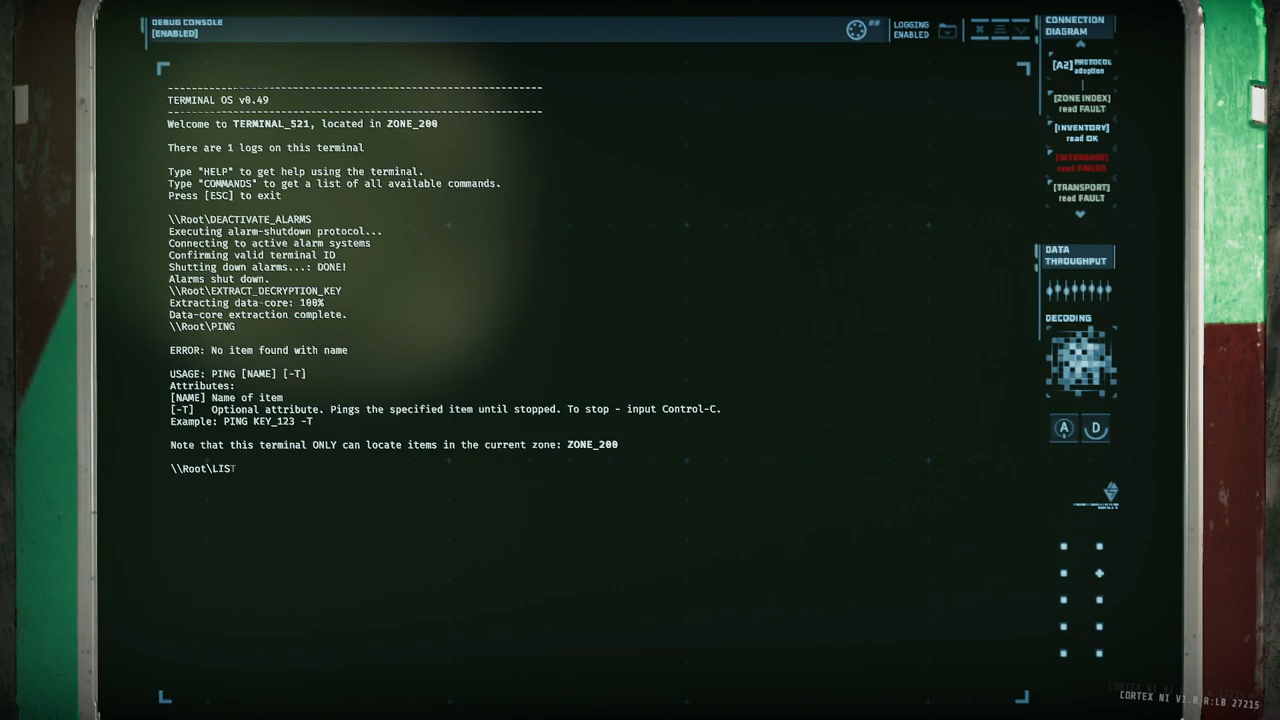 DEBUG CONSOLE
[ENABLED]
LOGGING
ENABLED
------------------------------------------------------------------------
TERMINAL OS v0.49
------------------------------------------------------------------------
Welcome to TERMINAL_521, located in ZONE_200
There are 1 logs on this terminal
Type "HELP" to get help using the terminal.
Type "COMMANDS" to get a list of all available commands.
Press [ESC] to exit
\\Root\DEACTIVATE_ALARMS
Executing alarm-shutdown protocol...
Connecting to active alarm systems
Confirming valid terminal ID
Shutting down alarms...: DONE!
Alarms shut down.
\\Root\EXTRACT_DECRYPTION_KEY
Extracting data-core: 100%
Data-core extraction complete.
\\Root\PING
ERROR: No item found with name
USAGE: PING [NAME] [-T]
Attributes:
[NAME] Name of item
[-T]   Optional attribute. Pings the specified item until stopped. To stop - input Control-C.
Example: PING KEY_123 -T
Note that this terminal ONLY can locate items in the current zone: ZONE_200
\\Root\LIST
CONNECTION
DIAGRAM
[A2] PROTOCOL
adoption
[ZONE INDEX]
read FAULT
[INVENTORY]
read OK
[INTERBASE]
read FAILED
[TRANSPORT]
read FAULT
DATA
THROUGHPUT
DECODING
A D
CORTEX NI V1.0 R:L0 27215